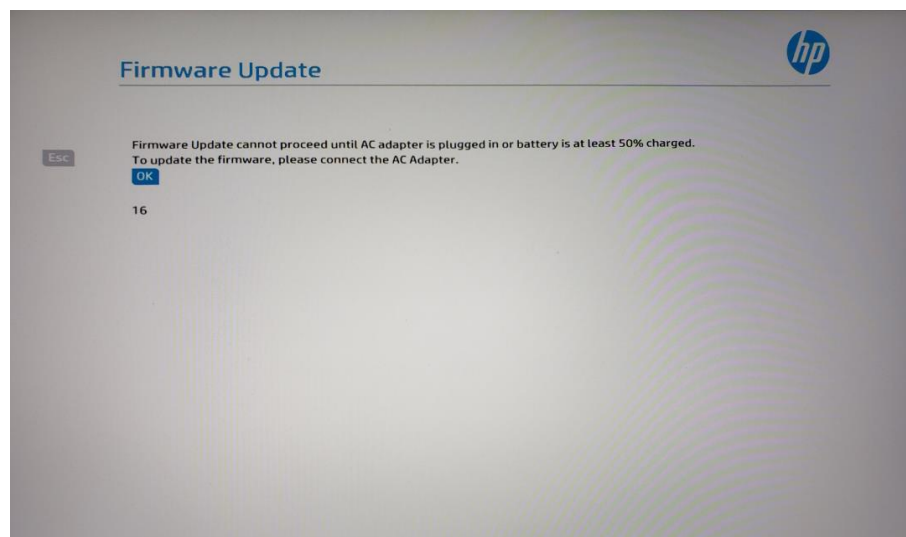 hp
Firmware Update
Firmware Update cannot proceed until AC adapter is plugged in or battery is at least 50% charged.
Esc
To update the firmware, please connect the AC Adapter.
OK
16